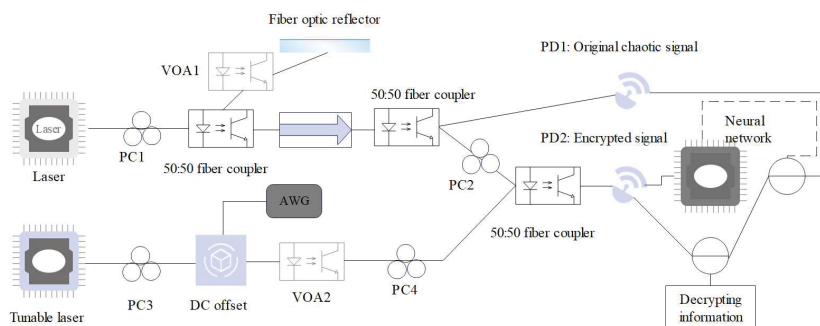 Fiber optic reflector
PD1: Original chaotic signal
VOA1
50:50 fiber coupler
Laser
PC1
50:50 fiber coupler
Laser
PD2: Encrypted signal
Neural
network
PC2
50:50 fiber coupler
AWG
PC3
DC offset
VOA2
PC4
Tunable laser
Decrypting
information